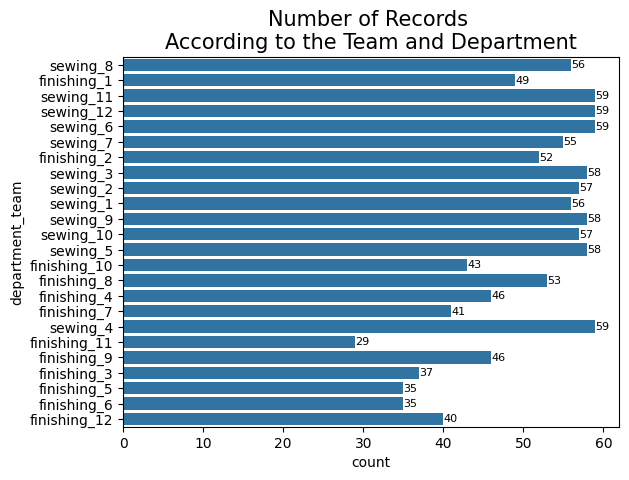 Number of Records
According to the Team and Department
department_team
sewing_8 56
finishing_1 49
sewing_11 59
sewing_12 59
sewing_6 59
sewing_7 55
finishing_2 52
sewing_3 58
sewing_2 57
sewing_1 56
sewing_9 58
sewing_10 57
sewing_5 58
finishing_10 43
finishing_8 53
finishing_4 46
finishing_7 41
sewing_4 59
finishing_11 29
finishing_9 46
finishing_3 37
finishing_5 35
finishing_6 35
finishing_12 40
0 10 20 30 40 50 60
count